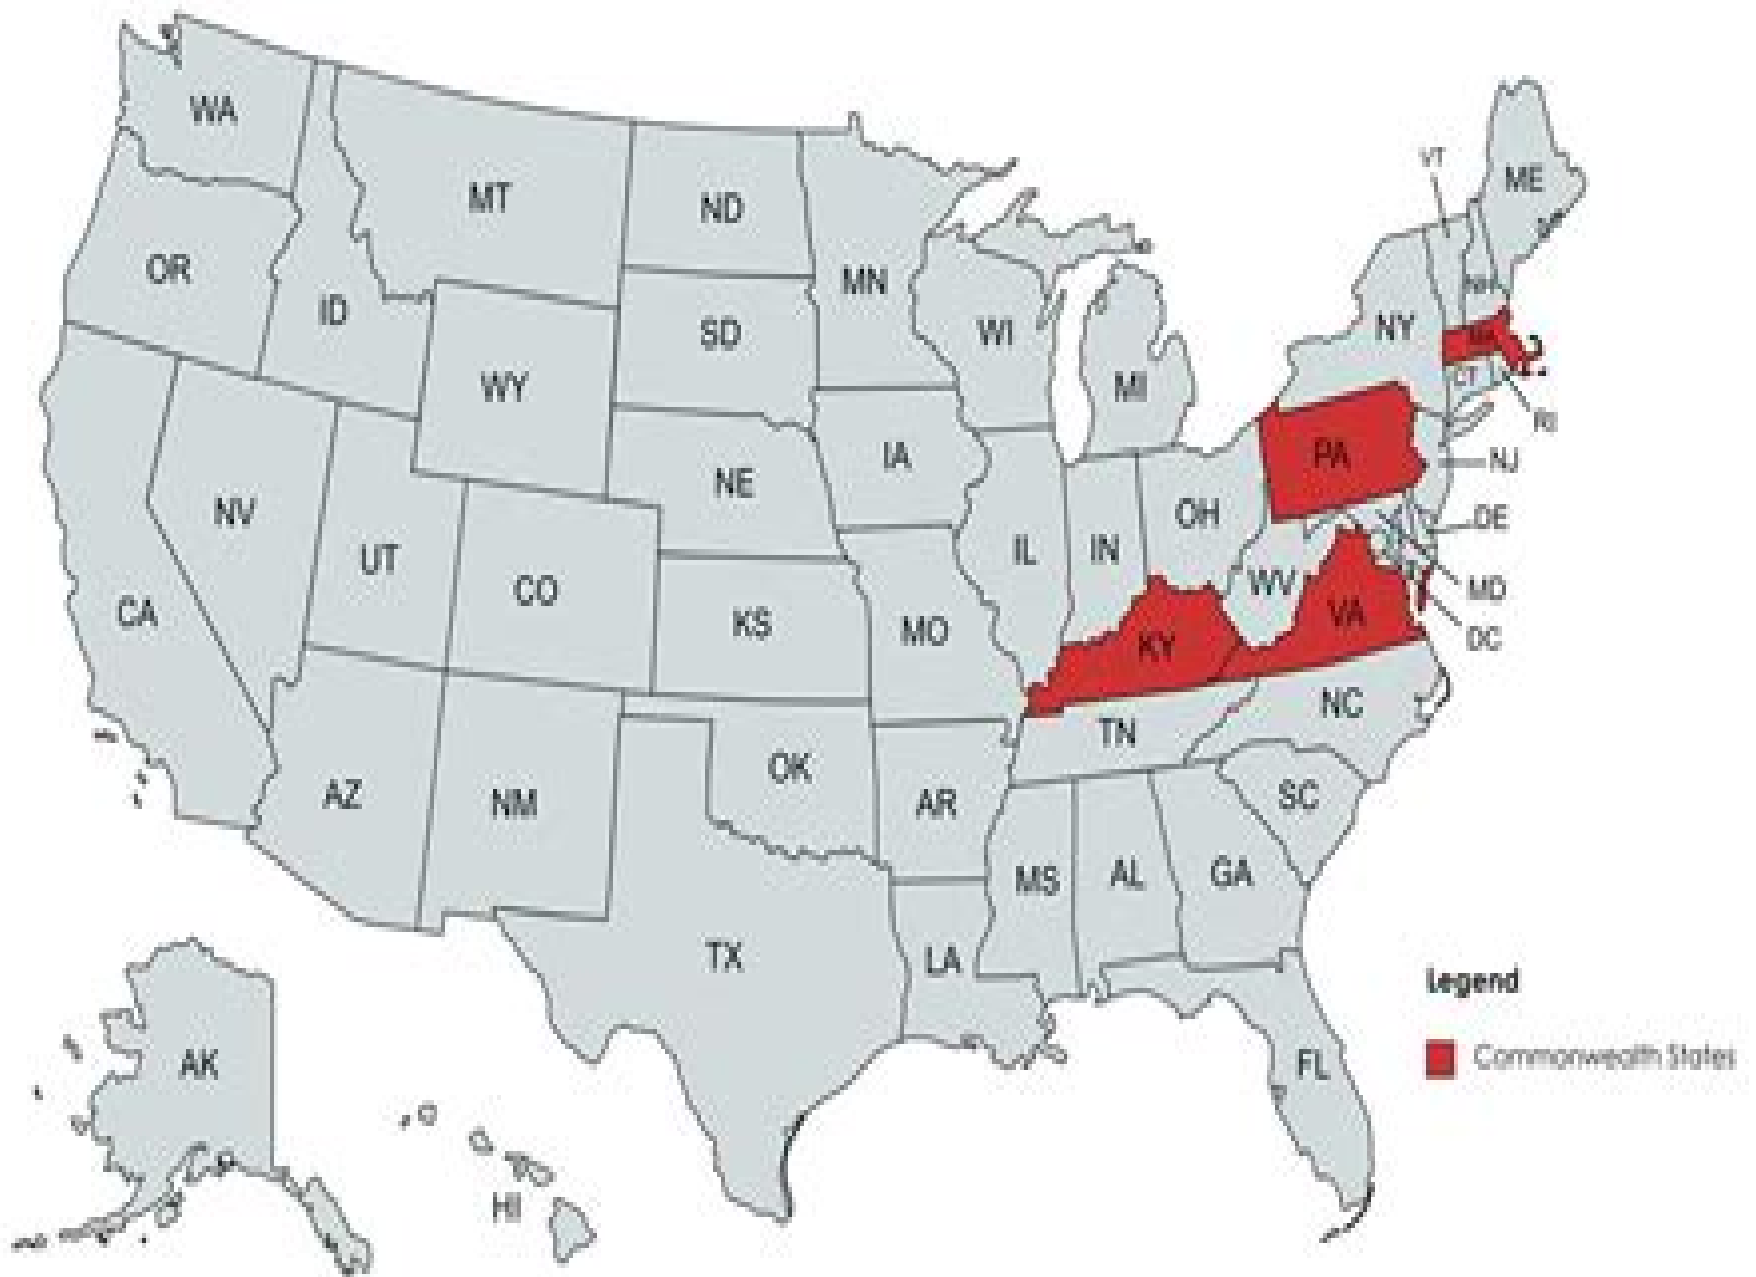 WA
MT
ND
MN
VT
ME
OR
ID
SD
WI
NY
NH
MA
WY
MI
CT
RI
IA
PA
NJ
NV
NE
OH
DE
UT
CO
IL
IN
WV
MD
CA
KS
MO
KY
VA
DC
AZ
NM
OK
AR
TN
NC
SC
MS
AL
GA
TX
LA
FL
AK
HI
Legend
Commonwealth States